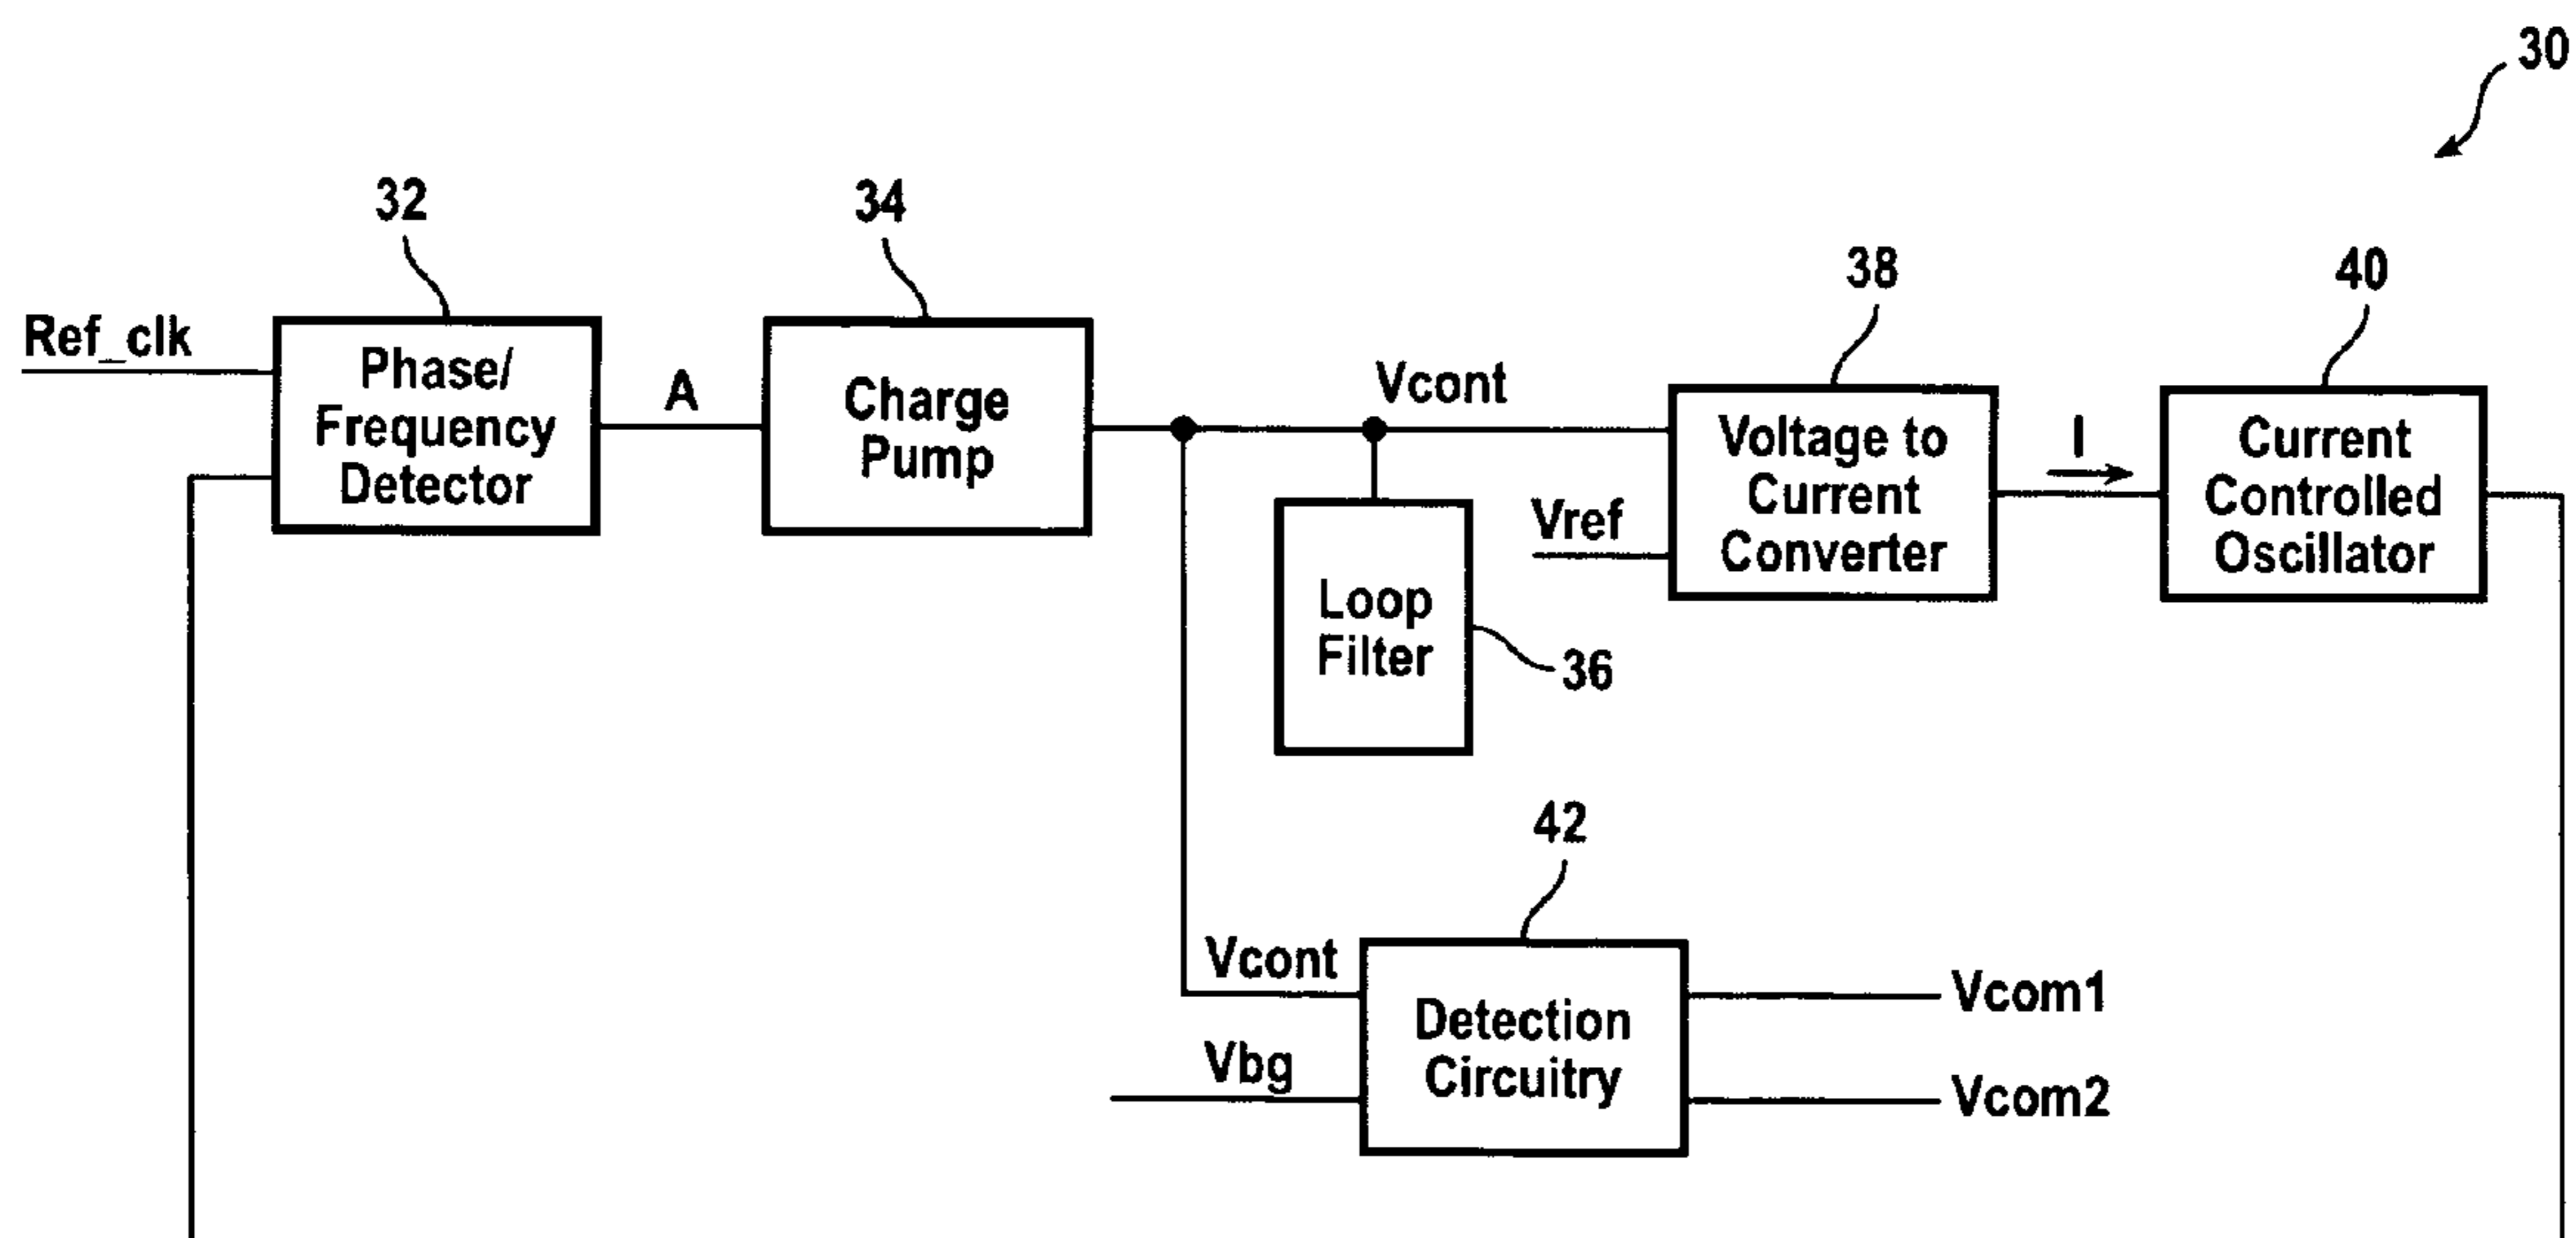 30
32
34
38
40
Ref_clk
Phase/
Frequency
Detector
A
Charge
Pump
Vcont
Vref
Voltage to
Current
Converter
I
Current
Controlled
Oscillator
Loop
Filter
36
42
Vcont
Vbg
Detection
Circuitry
Vcom1
Vcom2